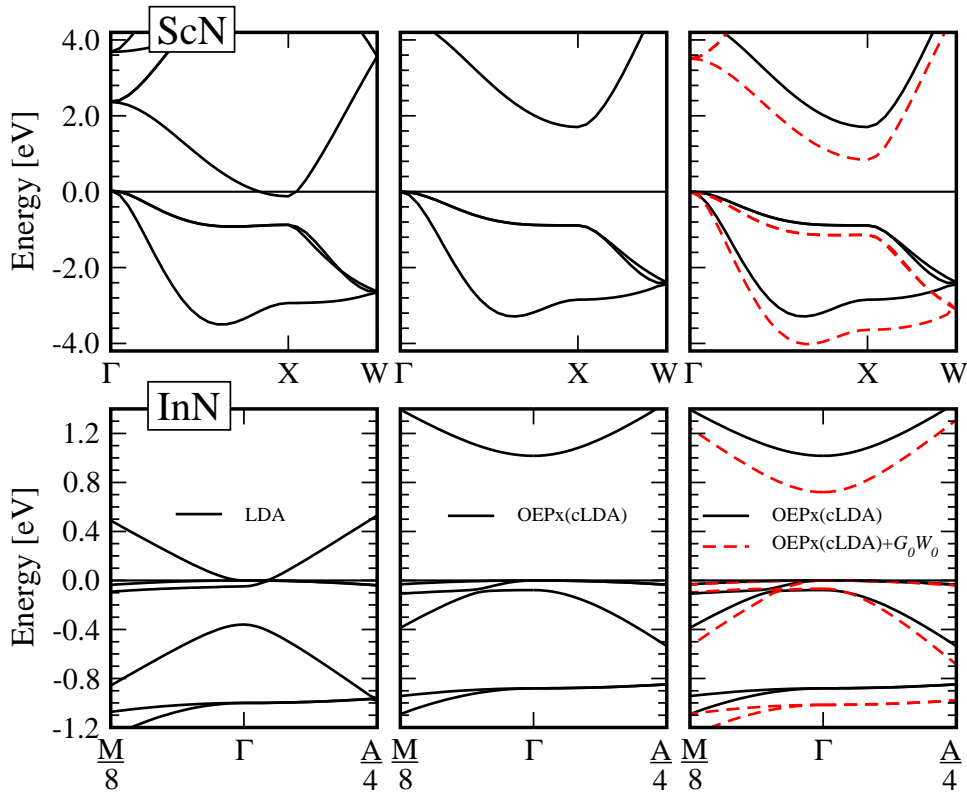 ScN
Energy [eV]
4.0
2.0
0.0
-2.0
-4.0
Γ X W
Γ X W
Γ X W
InN
Energy [eV]
1.2
0.8
0.4
0.0
-0.4
-0.8
-1.2
LDA
OEPx(cLDA)
OEPx(cLDA)
OEPx(cLDA)+G₀W₀
M/8 Γ A/4
M/8 Γ A/4
M/8 Γ A/4